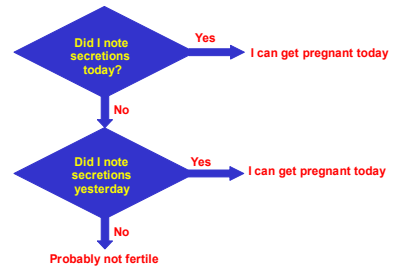 Did I note
secretions
today?
Yes
I can get pregnant today
No
Did I note
secretions
yesterday
Yes
I can get pregnant today
No
Probably not fertile